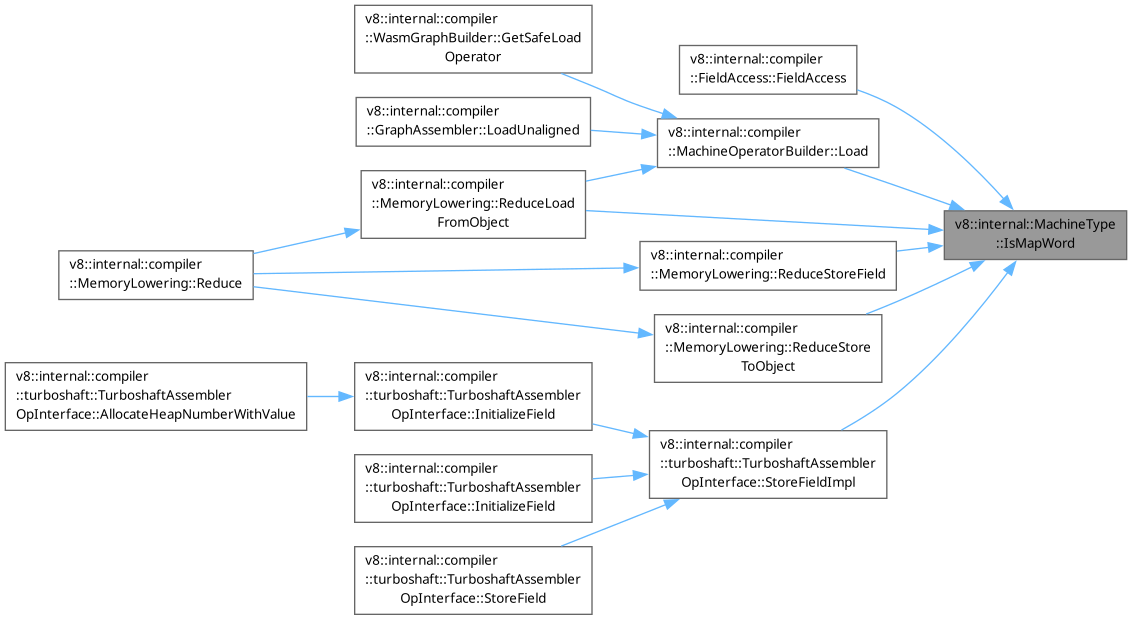 v8::internal::compiler
::WasmGraphBuilder::GetSafeLoad
Operator
v8::internal::compiler
::FieldAccess::FieldAccess
v8::internal::compiler
::GraphAssembler::LoadUnaligned
v8::internal::compiler
::MachineOperatorBuilder::Load
v8::internal::compiler
::MemoryLowering::ReduceLoad
FromObject
v8::internal::MachineType
::IsMapWord
v8::internal::compiler
::MemoryLowering::Reduce
v8::internal::compiler
::MemoryLowering::ReduceStoreField
v8::internal::compiler
::MemoryLowering::ReduceStore
ToObject
v8::internal::compiler
::turboshaft::TurboshaftAssembler
OpInterface::AllocateHeapNumberWithValue
v8::internal::compiler
::turboshaft::TurboshaftAssembler
OpInterface::InitializeField
v8::internal::compiler
::turboshaft::TurboshaftAssembler
OpInterface::StoreFieldImpl
v8::internal::compiler
::turboshaft::TurboshaftAssembler
OpInterface::InitializeField
v8::internal::compiler
::turboshaft::TurboshaftAssembler
OpInterface::StoreField